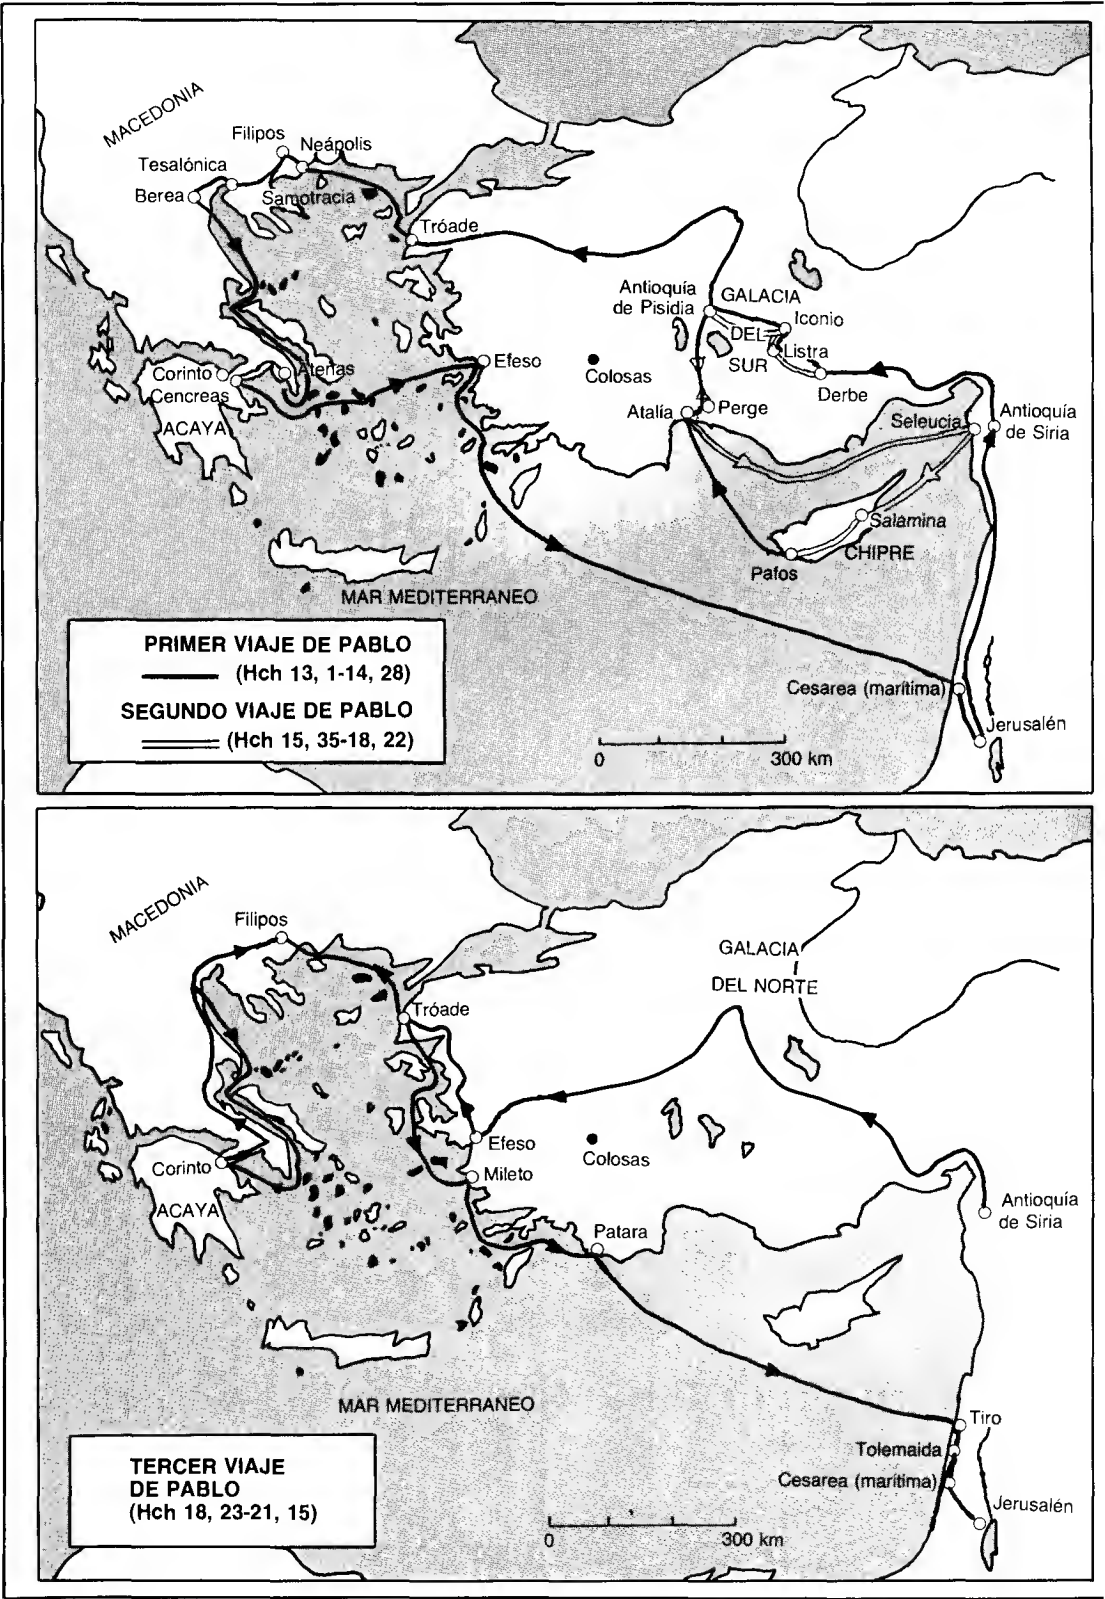 MACEDONIA
Filipos
Neápolis
Tesalónica
Berea
Samotracia
Tróade
Antioquía
de Pisidia
GALACIA
DEL
SUR
Iconio
Listra
Derbe
Efeso
Colosas
Corinto
Cencreas
Atenas
ACAYA
Atalía
Perge
Seleucia
Antioquía
de Siria
Salamina
CHIPRE
Pafos
MAR MEDITERRANEO
PRIMER VIAJE DE PABLO
(Hch 13, 1-14, 28)
SEGUNDO VIAJE DE PABLO
(Hch 15, 35-18, 22)
Cesarea (marítima)
Jerusalén
0 300 km
MACEDONIA
Filipos
GALACIA
DEL NORTE
Tróade
Efeso
Colosas
Mileto
Corinto
ACAYA
Antioquía
de Siria
Patara
MAR MEDITERRANEO
Tiro
Tolemaida
Cesarea (marítima)
Jerusalén
TERCER VIAJE
DE PABLO
(Hch 18, 23-21, 15)
0 300 km